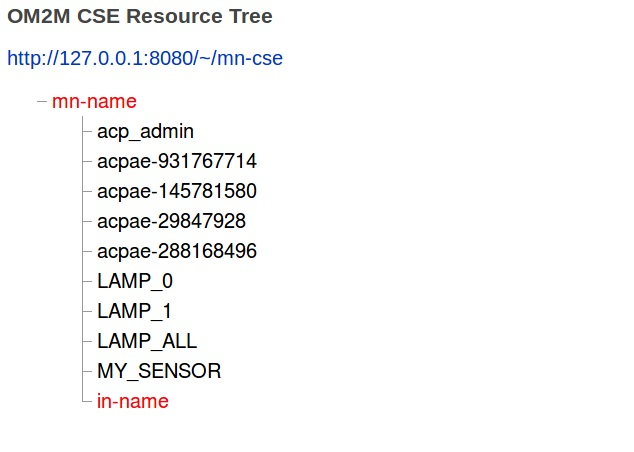 OM2M CSE Resource Tree
http://127.0.0.1:8080/~/mn-cse
mn-name
acp_admin
acpae-931767714
acpae-145781580
acpae-29847928
acpae-288168496
LAMP_0
LAMP_1
LAMP_ALL
MY_SENSOR
in-name